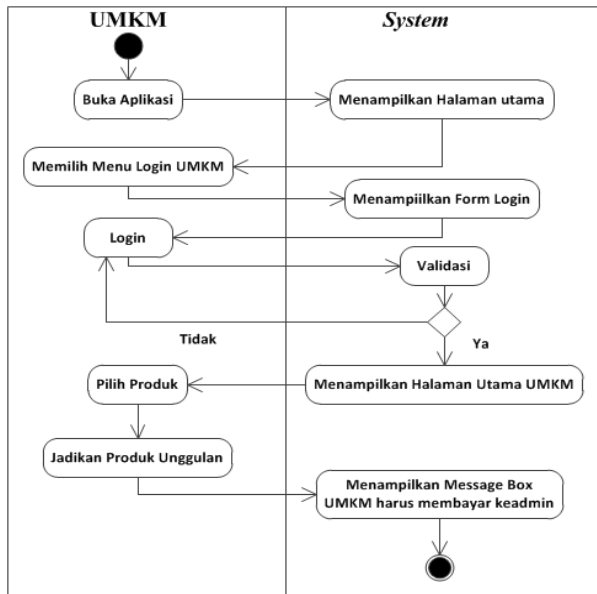 UMKM
System
Buka Aplikasi
Menampilkan Halaman utama
Memilih Menu Login UMKM
Menampiilkan Form Login
Login
Validasi
Tidak
Ya
Pilih Produk
Menampilkan Halaman Utama UMKM
Jadikan Produk Unggulan
Menampilkan Message Box
UMKM harus membayar keadmin